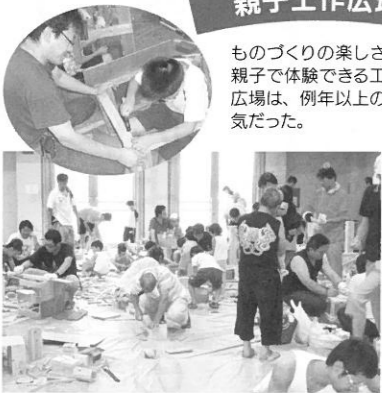 親子工作広
ものづくりの楽しさ
親子で体験できる工
広場は、例年以上の
気だった。